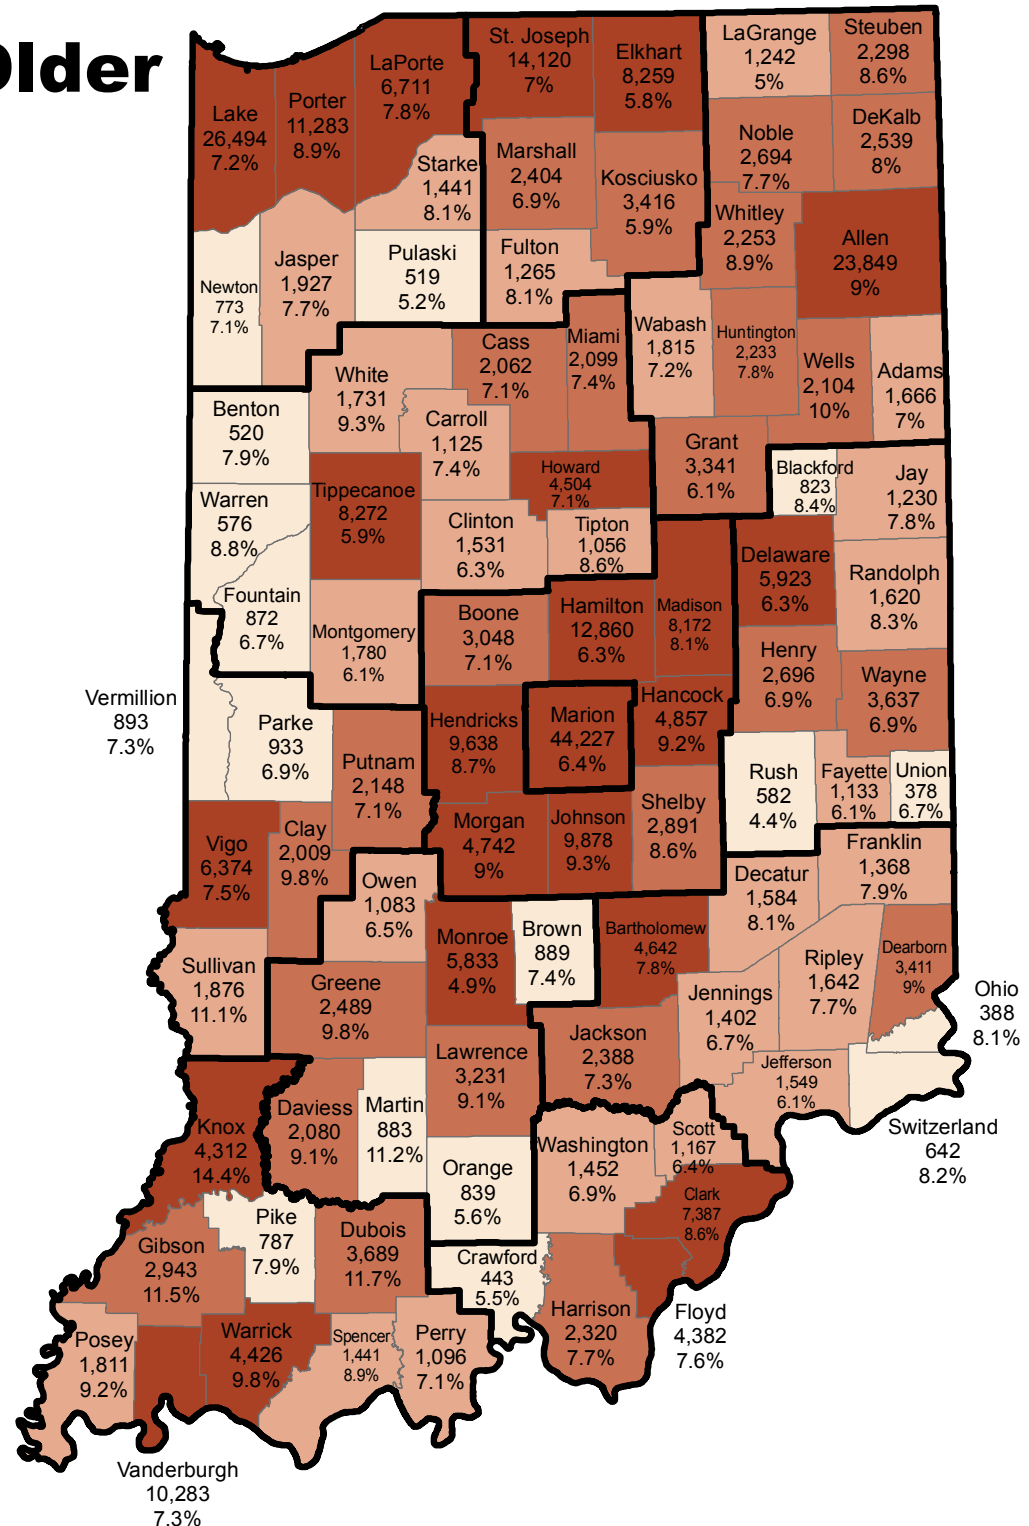 Older
St. Joseph
14,120
7%
Elkhart
8,259
5.8%
LaGrange
1,242
5%
Steuben
2,298
8.6%
LaPorte
6,711
7.8%
Lake
26,494
7.2%
Porter
11,283
8.9%
Noble
2,694
7.7%
DeKalb
2,539
8%
Starke
1,441
8.1%
Marshall
2,404
6.9%
Kosciusko
3,416
5.9%
Whitley
2,253
8.9%
Allen
23,849
9%
Newton
773
7.1%
Jasper
1,927
7.7%
Pulaski
519
5.2%
Fulton
1,265
8.1%
Wabash
1,815
7.2%
Huntington
2,233
7.8%
Wells
2,104
10%
Adams
1,666
7%
White
1,731
9.3%
Cass
2,062
7.1%
Miami
2,099
7.4%
Benton
520
7.9%
Carroll
1,125
7.4%
Grant
3,341
6.1%
Blackford
823
8.4%
Jay
1,230
7.8%
Warren
576
8.8%
Tippecanoe
8,272
5.9%
Howard
4,504
7.1%
Clinton
1,531
6.3%
Tipton
1,056
8.6%
Delaware
5,923
6.3%
Randolph
1,620
8.3%
Fountain
872
6.7%
Montgomery
1,780
6.1%
Boone
3,048
7.1%
Hamilton
12,860
6.3%
Madison
8,172
8.1%
Henry
2,696
6.9%
Wayne
3,637
6.9%
Vermillion
893
7.3%
Parke
933
6.9%
Putnam
2,148
7.1%
Hendricks
9,638
8.7%
Marion
44,227
6.4%
Hancock
4,857
9.2%
Rush
582
4.4%
Fayette
1,133
6.1%
Union
378
6.7%
Vigo
6,374
7.5%
Clay
2,009
9.8%
Morgan
4,742
9%
Johnson
9,878
9.3%
Shelby
2,891
8.6%
Franklin
1,368
7.9%
Owen
1,083
6.5%
Decatur
1,584
8.1%
Sullivan
1,876
11.1%
Greene
2,489
9.8%
Monroe
5,833
4.9%
Brown
889
7.4%
Bartholomew
4,642
7.8%
Jennings
1,402
6.7%
Ripley
1,642
7.7%
Dearborn
3,411
9%
Ohio
388
8.1%
Jackson
2,388
7.3%
Lawrence
3,231
9.1%
Jefferson
1,549
6.1%
Switzerland
642
8.2%
Knox
4,312
14.4%
Daviess
2,080
9.1%
Martin
883
11.2%
Orange
839
5.6%
Washington
1,452
6.9%
Scott
1,167
6.4%
Clark
7,387
8.6%
Gibson
2,943
11.5%
Pike
787
7.9%
Dubois
3,689
11.7%
Crawford
443
5.5%
Harrison
2,320
7.7%
Floyd
4,382
7.6%
Posey
1,811
9.2%
Warrick
4,426
9.8%
Spencer
1,441
8.9%
Perry
1,096
7.1%
Vanderburgh
10,283
7.3%